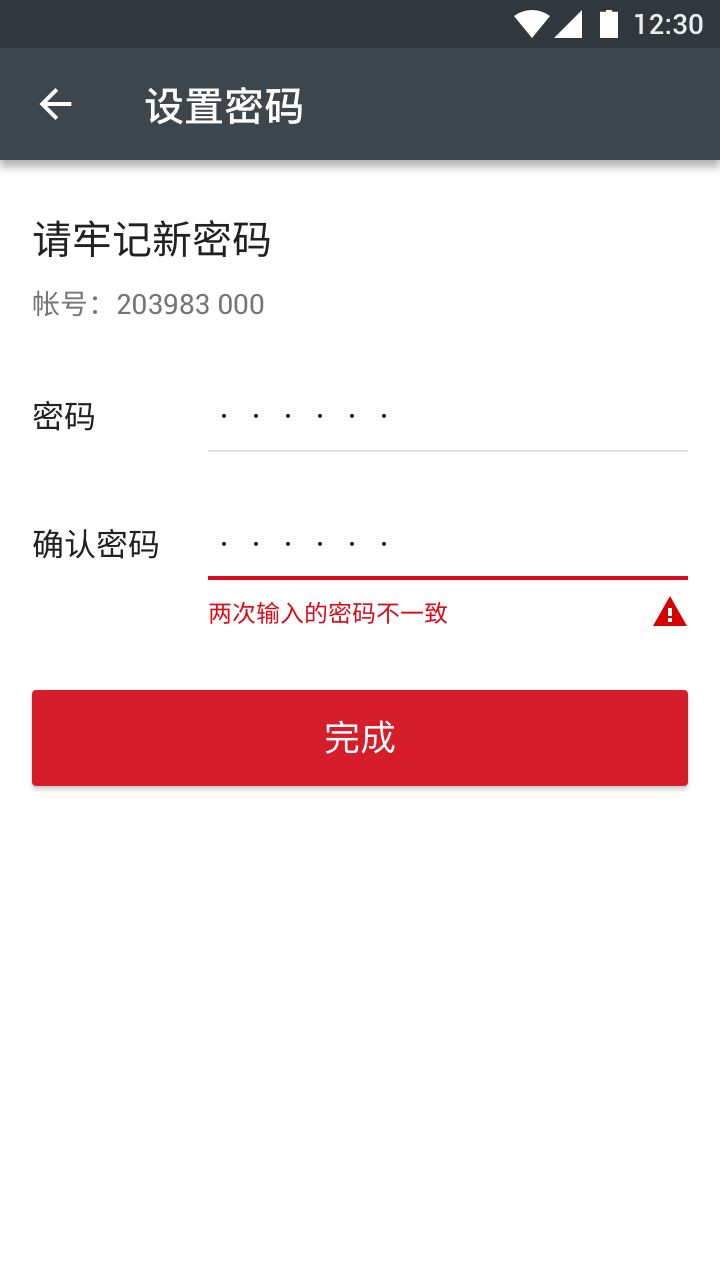 12:30
设置密码
请牢记新密码
帐号：203983 000
密码 · · · · · ·
确认密码 · · · · · ·
两次输入的密码不一致
完成